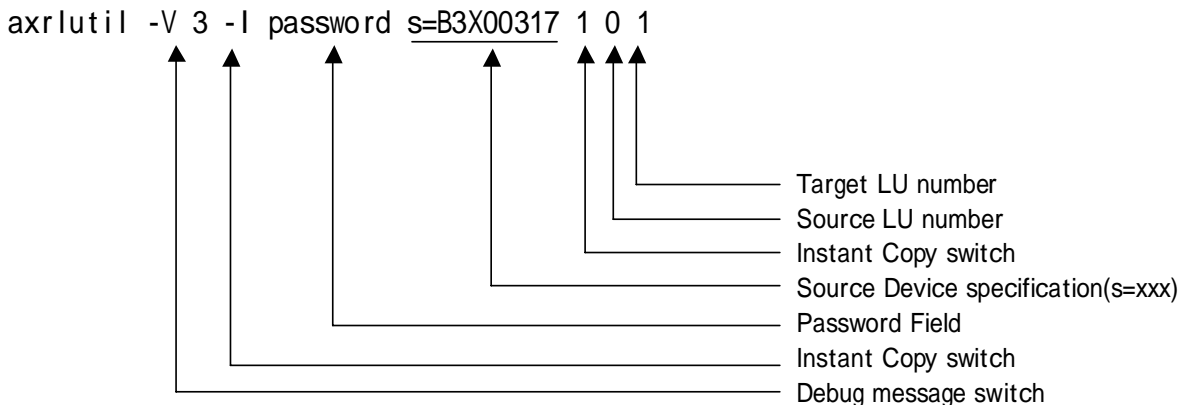 axrlutil -V 3 -I password s=B3X00317 1 0 1
Target LU number
Source LU number
Instant Copy switch
Source Device specification(s=xxx)
Password Field
Instant Copy switch
Debug message switch